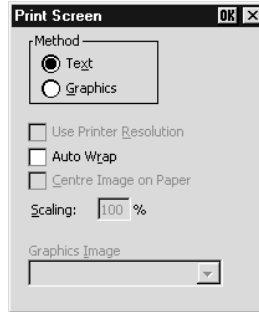 Print Screen OK ×
Method
Text
Graphics
Use Printer Resolution
Auto Wrap
Centre Image on Paper
Scaling: 100 %
Graphics Image